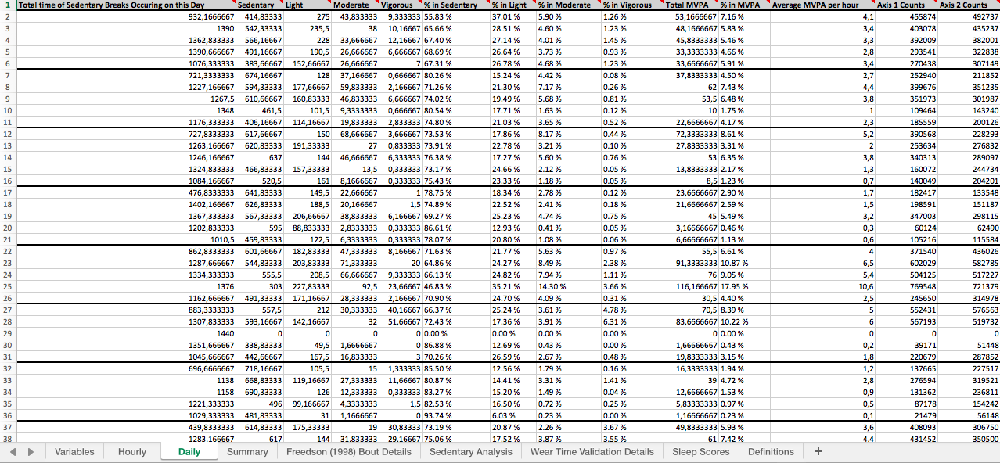 1 Total time of Sedentary Breaks Occuring on this Day Sedentary Light Moderate Vigorous % in Sedentary % in Light % in Moderate % in Vigorous Total MVPA % in MVPA Average MVPA per hour Axis 1 Counts Axis 2 Counts
2 932,1666667 414,83333 275 43,833333 9,333333 55.83 % 37.01 % 5.90 % 1.26 % 53,1666667 7.16 % 4,1 455874 492737
3 1390 542,33333 235,5 38 10,16667 65.66 % 28.51 % 4.60 % 1.23 % 48,1666667 5.83 % 3,4 403078 435237
4 1362,833333 566,16667 228 33,666667 12,16667 67.40 % 27.14 % 4.01 % 1.45 % 45,8333333 5.46 % 3,3 392009 382001
5 1390,666667 491,16667 190,5 26,666667 6,666667 68.69 % 26.64 % 3.73 % 0.93 % 33,3333333 4.66 % 2,8 293541 322838
6 1076,333333 383,66667 152,66667 26,666667 7 67.31 % 26.78 % 4.68 % 1.23 % 33,6666667 5.91 % 3,4 270438 307149
7 721,3333333 674,16667 128 37,166667 0,666667 80.26 % 15.24 % 4.42 % 0.08 % 37,8333333 4.50 % 2,7 252940 211852
8 1227,166667 594,33333 177,66667 59,833333 2,166667 71.26 % 21.30 % 7.17 % 0.26 % 62 7.43 % 4,4 399676 351235
9 1267,5 610,66667 160,83333 46,833333 6,666667 74.02 % 19.49 % 5.68 % 0.81 % 53,5 6.48 % 3,8 351973 301987
10 1348 461,5 101,5 9,3333333 0,666667 80.54 % 17.71 % 1.63 % 0.12 % 10 1.75 % 1 109464 143240
11 1176,333333 406,16667 114,16667 19,833333 2,833333 74.80 % 21.03 % 3.65 % 0.52 % 22,6666667 4.17 % 2,3 185559 200126
12 727,8333333 617,66667 150 68,666667 3,666667 73.53 % 17.86 % 8.17 % 0.44 % 72,3333333 8.61 % 5,2 390568 228293
13 1263,166667 620,83333 191,33333 27 0,833333 73.91 % 22.78 % 3.21 % 0.10 % 27,8333333 3.31 % 2 253634 276832
14 1246,166667 637 144 46,666667 6,333333 76.38 % 17.27 % 5.60 % 0.76 % 53 6.35 % 3,8 340313 289097
15 1324,833333 466,83333 157,33333 13,5 0,333333 73.17 % 24.66 % 2.12 % 0.05 % 13,8333333 2.17 % 1,3 160072 244734
16 1084,166667 520,5 161 8,1666667 0,333333 75.43 % 23.33 % 1.18 % 0.05 % 8,5 1.23 % 0,7 140049 204201
17 476,8333333 641,83333 149,5 22,666667 1 78.75 % 18.34 % 2.78 % 0.12 % 23,6666667 2.90 % 1,7 182417 133548
18 1402,166667 626,83333 188,5 20,166667 1,5 74.89 % 22.52 % 2.41 % 0.18 % 21,6666667 2.59 % 1,5 198591 151187
19 1367,333333 567,33333 206,66667 38,833333 6,166667 69.27 % 25.23 % 4.74 % 0.75 % 45 5.49 % 3,2 347003 298115
20 1202,833333 595 88,833333 2,8333333 0,333333 86.61 % 12.93 % 0.41 % 0.05 % 3,16666667 0.46 % 0,3 60124 62490
21 1010,5 459,83333 122,5 6,3333333 0,333333 78.07 % 20.80 % 1.08 % 0.06 % 6,66666667 1.13 % 0,6 105216 115584
22 862,8333333 601,66667 182,83333 47,333333 8,166667 71.63 % 21.77 % 5.63 % 0.97 % 55,5 6.61 % 4 371540 436026
23 1287,666667 544,83333 203,83333 71,333333 20 64.86 % 24.27 % 8.49 % 2.38 % 91,3333333 10.87 % 6,5 602029 582785
24 1334,333333 555,5 208,5 66,666667 9,333333 66.13 % 24.82 % 7.94 % 1.11 % 76 9.05 % 5,4 504125 517227
25 1376 303 227,83333 92,5 23,66667 46.83 % 35.21 % 14.30 % 3.66 % 116,166667 17.95 % 10,6 769548 721379
26 1162,666667 491,33333 171,16667 28,333333 2,166667 70.90 % 24.70 % 4.09 % 0.31 % 30,5 4.40 % 2,5 245650 314978
27 883,3333333 557,5 212 30,333333 40,16667 66.37 % 25.24 % 3.61 % 4.78 % 70,5 8.39 % 5 552431 576563
28 1307,833333 593,16667 142,16667 32 51,66667 72.43 % 17.36 % 3.91 % 6.31 % 83,6666667 10.22 % 6 567193 519732
29 1440 0 0 0 0 0.00 % 0.00 % 0.00 % 0.00 % 0 0.00 % 0 0 0
30 1351,666667 338,83333 49,5 1,6666667 0 86.88 % 12.69 % 0.43 % 0.00 % 1,66666667 0.43 % 0,2 39171 51448
31 1045,666667 442,66667 167,5 16,833333 3 70.26 % 26.59 % 2.67 % 0.48 % 19,8333333 3.15 % 1,8 220679 287852
32 696,6666667 718,16667 105,5 15 1,333333 85.50 % 12.56 % 1.79 % 0.16 % 16,3333333 1.94 % 1,2 137665 227517
33 1138 668,83333 119,16667 27,333333 11,66667 80.87 % 14.41 % 3.31 % 1.41 % 39 4.72 % 2,8 276594 319521
34 1158 690,33333 126 12,333333 0,333333 83.27 % 15.20 % 1.49 % 0.04 % 12,6666667 1.53 % 0,9 131362 236811
35 1221,333333 496 99,166667 4,3333333 1,5 82.53 % 16.50 % 0.72 % 0.25 % 5,83333333 0.97 % 0,5 87178 154242
36 1029,333333 481,83333 31 1,1666667 0 93.74 % 6.03 % 0.23 % 0.00 % 1,16666667 0.23 % 0,1 21479 56148
37 439,8333333 614,83333 175,33333 19 30,83333 73.19 % 20.87 % 2.26 % 3.67 % 49,8333333 5.93 % 3,6 408093 306750
38 1283,166667 617 144 31,833333 29,16667 75.06 % 17.52 % 3.87 % 3.55 % 61 7.42 % 4,4 431452 350500
Variables Hourly Daily Summary Freedson (1998) Bout Details Sedentary Analysis Wear Time Validation Details Sleep Scores Definitions +